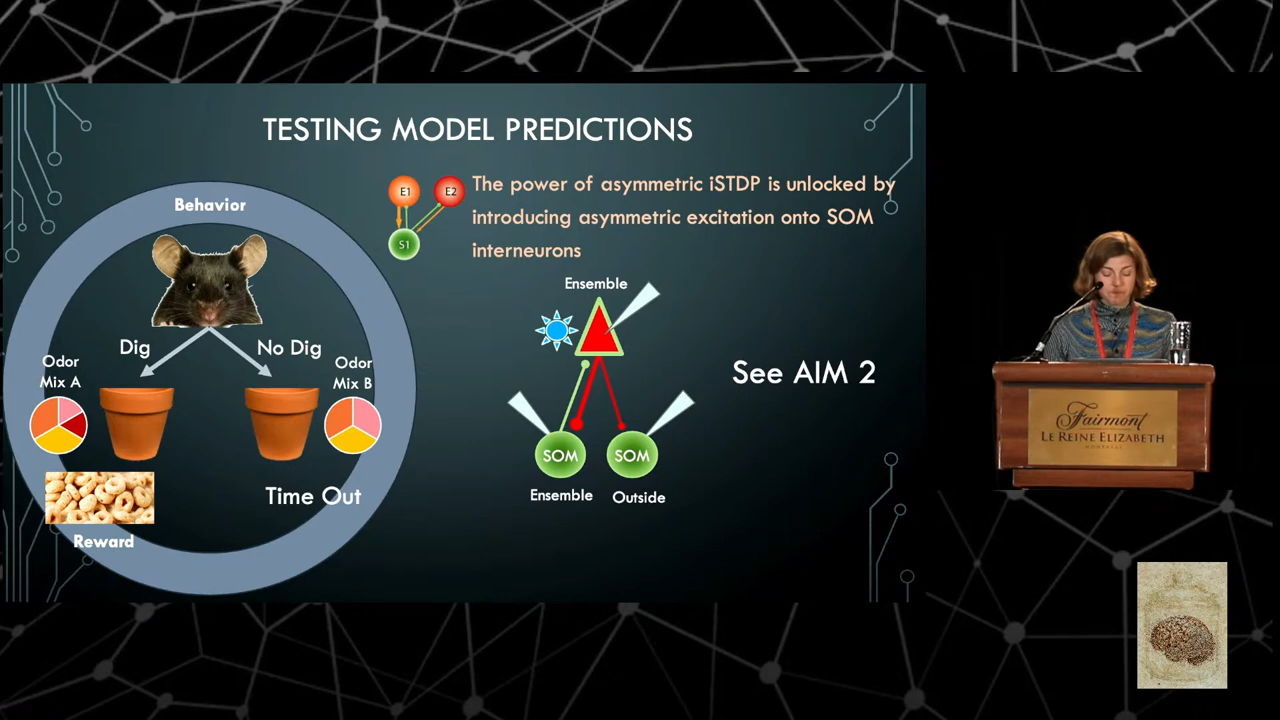 TESTING MODEL PREDICTIONS
E1
E2
S1
The power of asymmetric iSTDP is unlocked by
introducing asymmetric excitation onto SOM
interneurons
Behavior
Dig
No Dig
Odor
Mix A
Odor
Mix B
Time Out
Reward
Ensemble
SOM
SOM
Ensemble
Outside
See AIM 2
Fairmont
LE REINE ELIZABETH
MONTRÉAL